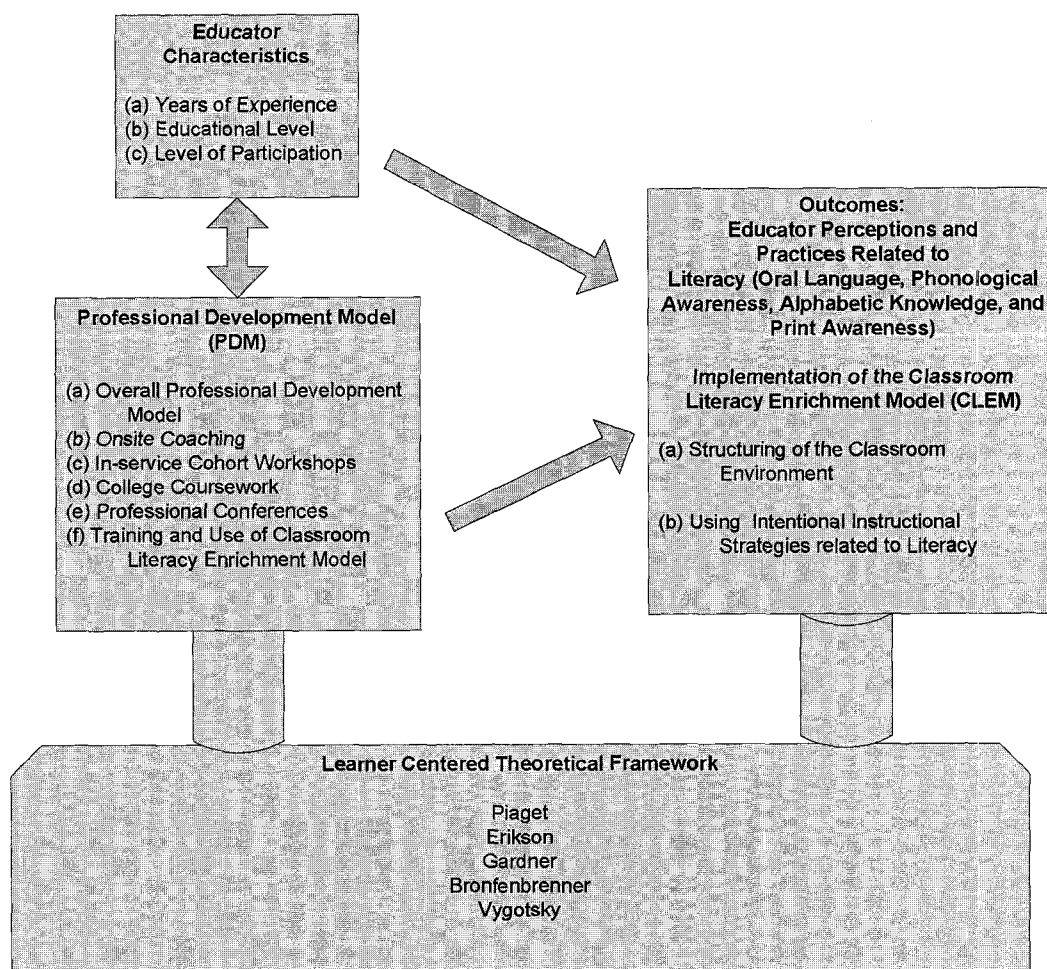 Educator
Characteristics
(a) Years of Experience
(b) Educational Level
(c) Level of Participation
Professional Development Model
(PDM)
(a) Overall Professional Development
Model
(b) Onsite Coaching
(c) In-service Cohort Workshops
(d) College Coursework
(e) Professional Conferences
(f) Training and Use of Classroom
Literacy Enrichment Model
Outcomes:
Educator Perceptions and
Practices Related to
Literacy (Oral Language, Phonological
Awareness, Alphabetic Knowledge, and
Print Awareness)
Implementation of the Classroom
Literacy Enrichment Model (CLEM)
(a) Structuring of the Classroom
Environment
(b) Using Intentional Instructional
Strategies related to Literacy
Learner Centered Theoretical Framework
Piaget
Erikson
Gardner
Bronfenbrenner
Vygotsky